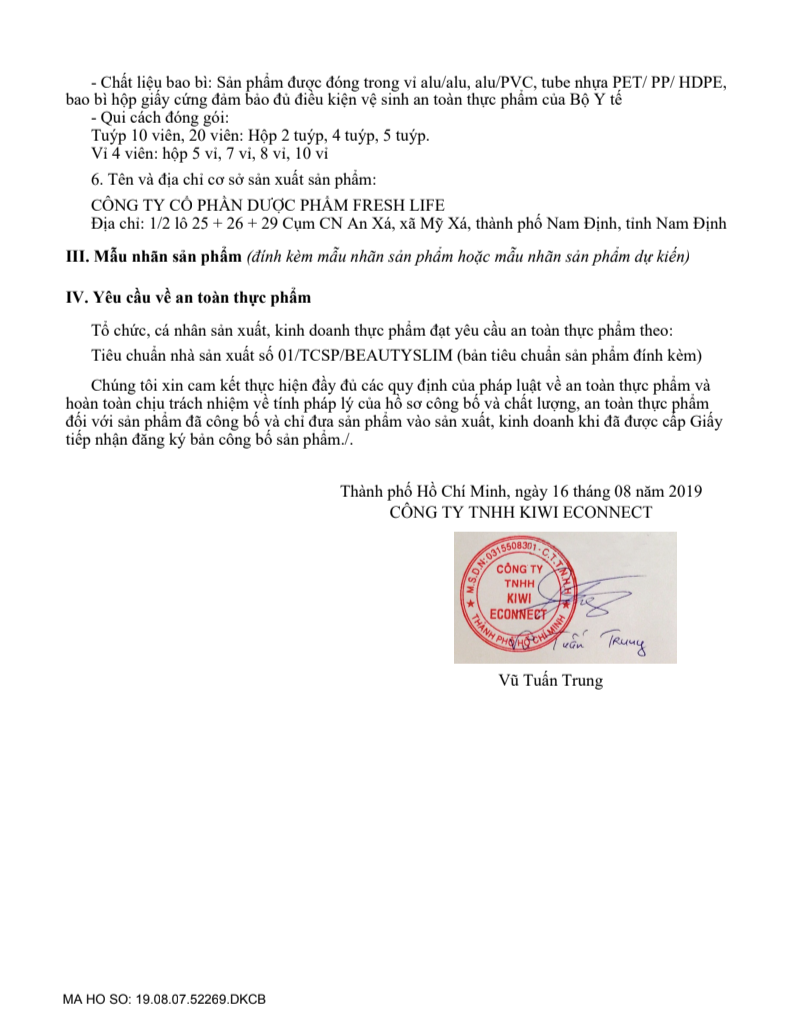 - Chất liệu bao bì: Sản phẩm được đóng trong vỉ alu/alu, alu/PVC, tube nhựa PET/ PP/ HDPE,
bao bì hộp giấy cứng đảm bảo đủ điều kiện vệ sinh an toàn thực phẩm của Bộ Y tế
- Qui cách đóng gói:
Tuýp 10 viên, 20 viên: Hộp 2 tuýp, 4 tuýp, 5 tuýp.
Vỉ 4 viên: hộp 5 vỉ, 7 vỉ, 8 vỉ, 10 vỉ
6. Tên và địa chỉ cơ sở sản xuất sản phẩm:
CÔNG TY CỔ PHẦN DƯỢC PHẨM FRESH LIFE
Địa chỉ: 1/2 lô 25 + 26 + 29 Cụm CN An Xá, xã Mỹ Xá, thành phố Nam Định, tỉnh Nam Định
III. Mẫu nhãn sản phẩm (đính kèm mẫu nhãn sản phẩm hoặc mẫu nhãn sản phẩm dự kiến)
IV. Yêu cầu về an toàn thực phẩm
Tổ chức, cá nhân sản xuất, kinh doanh thực phẩm đạt yêu cầu an toàn thực phẩm theo:
Tiêu chuẩn nhà sản xuất số 01/TCSP/BEAUTYSLIM (bản tiêu chuẩn sản phẩm đính kèm)
Chúng tôi xin cam kết thực hiện đầy đủ các quy định của pháp luật về an toàn thực phẩm và
hoàn toàn chịu trách nhiệm về tính pháp lý của hồ sơ công bố và chất lượng, an toàn thực phẩm
đối với sản phẩm đã công bố và chỉ đưa sản phẩm vào sản xuất, kinh doanh khi đã được cấp Giấy
tiếp nhận đăng ký bản công bố sản phẩm./.
Thành phố Hồ Chí Minh, ngày 16 tháng 08 năm 2019
CÔNG TY TNHH KIWI ECONNECT
M.S.D.N:0315508301-C.T.T.N.H.H
CÔNG TY
TNHH
KIWI
ECONNECT
THÀNH PHỐ HỒ CHÍ MINH
Tuấn Trung
Vũ Tuấn Trung
MA HO SO: 19.08.07.52269.DKCB